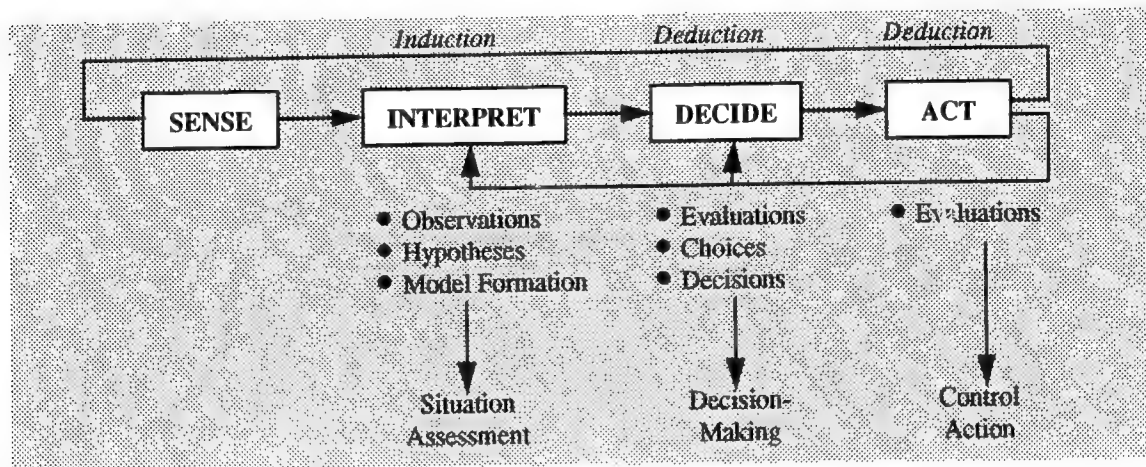 Induction Deduction Deduction
SENSE INTERPRET DECIDE ACT
● Observations
● Hypotheses
● Model Formation
● Evaluations
● Choices
● Decisions
● Evaluations
Situation
Assessment
Decision-
Making
Control
Action